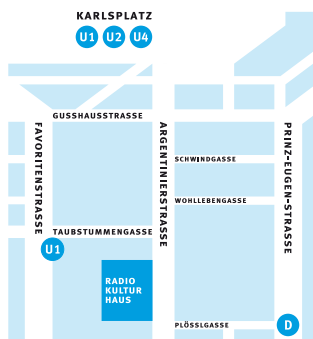 KARLSPLATZ
U1 U2 U4
GUSSHAUSSTRASSE
FAVORITENSTRASSE
ARGENTINIERSTRASSE
PRINZ-EUGEN-STRASSE
SCHWINDGASSE
WOHLLEBENGASSE
TAUBSTUMMENGASSE
U1
RADIO
KULTUR
HAUS
PLÖSSLGASSE
D